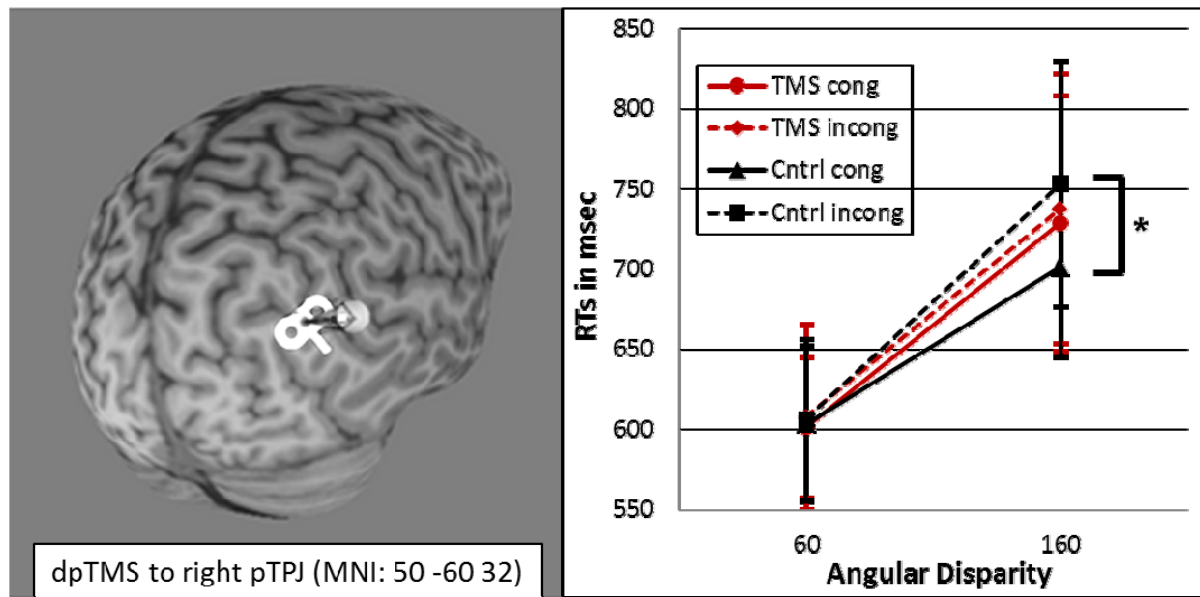 dpTMS to right pTPJ (MNI: 50 -60 32)
850
800
750
700
650
600
550
RTs in msec
TMS cong
TMS incong
Cntrl cong
Cntrl incong
*
60
160
Angular Disparity